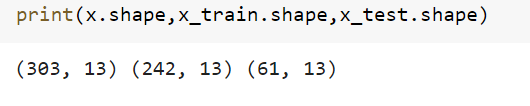 print(x.shape,x_train.shape,x_test.shape)
(303, 13) (242, 13) (61, 13)